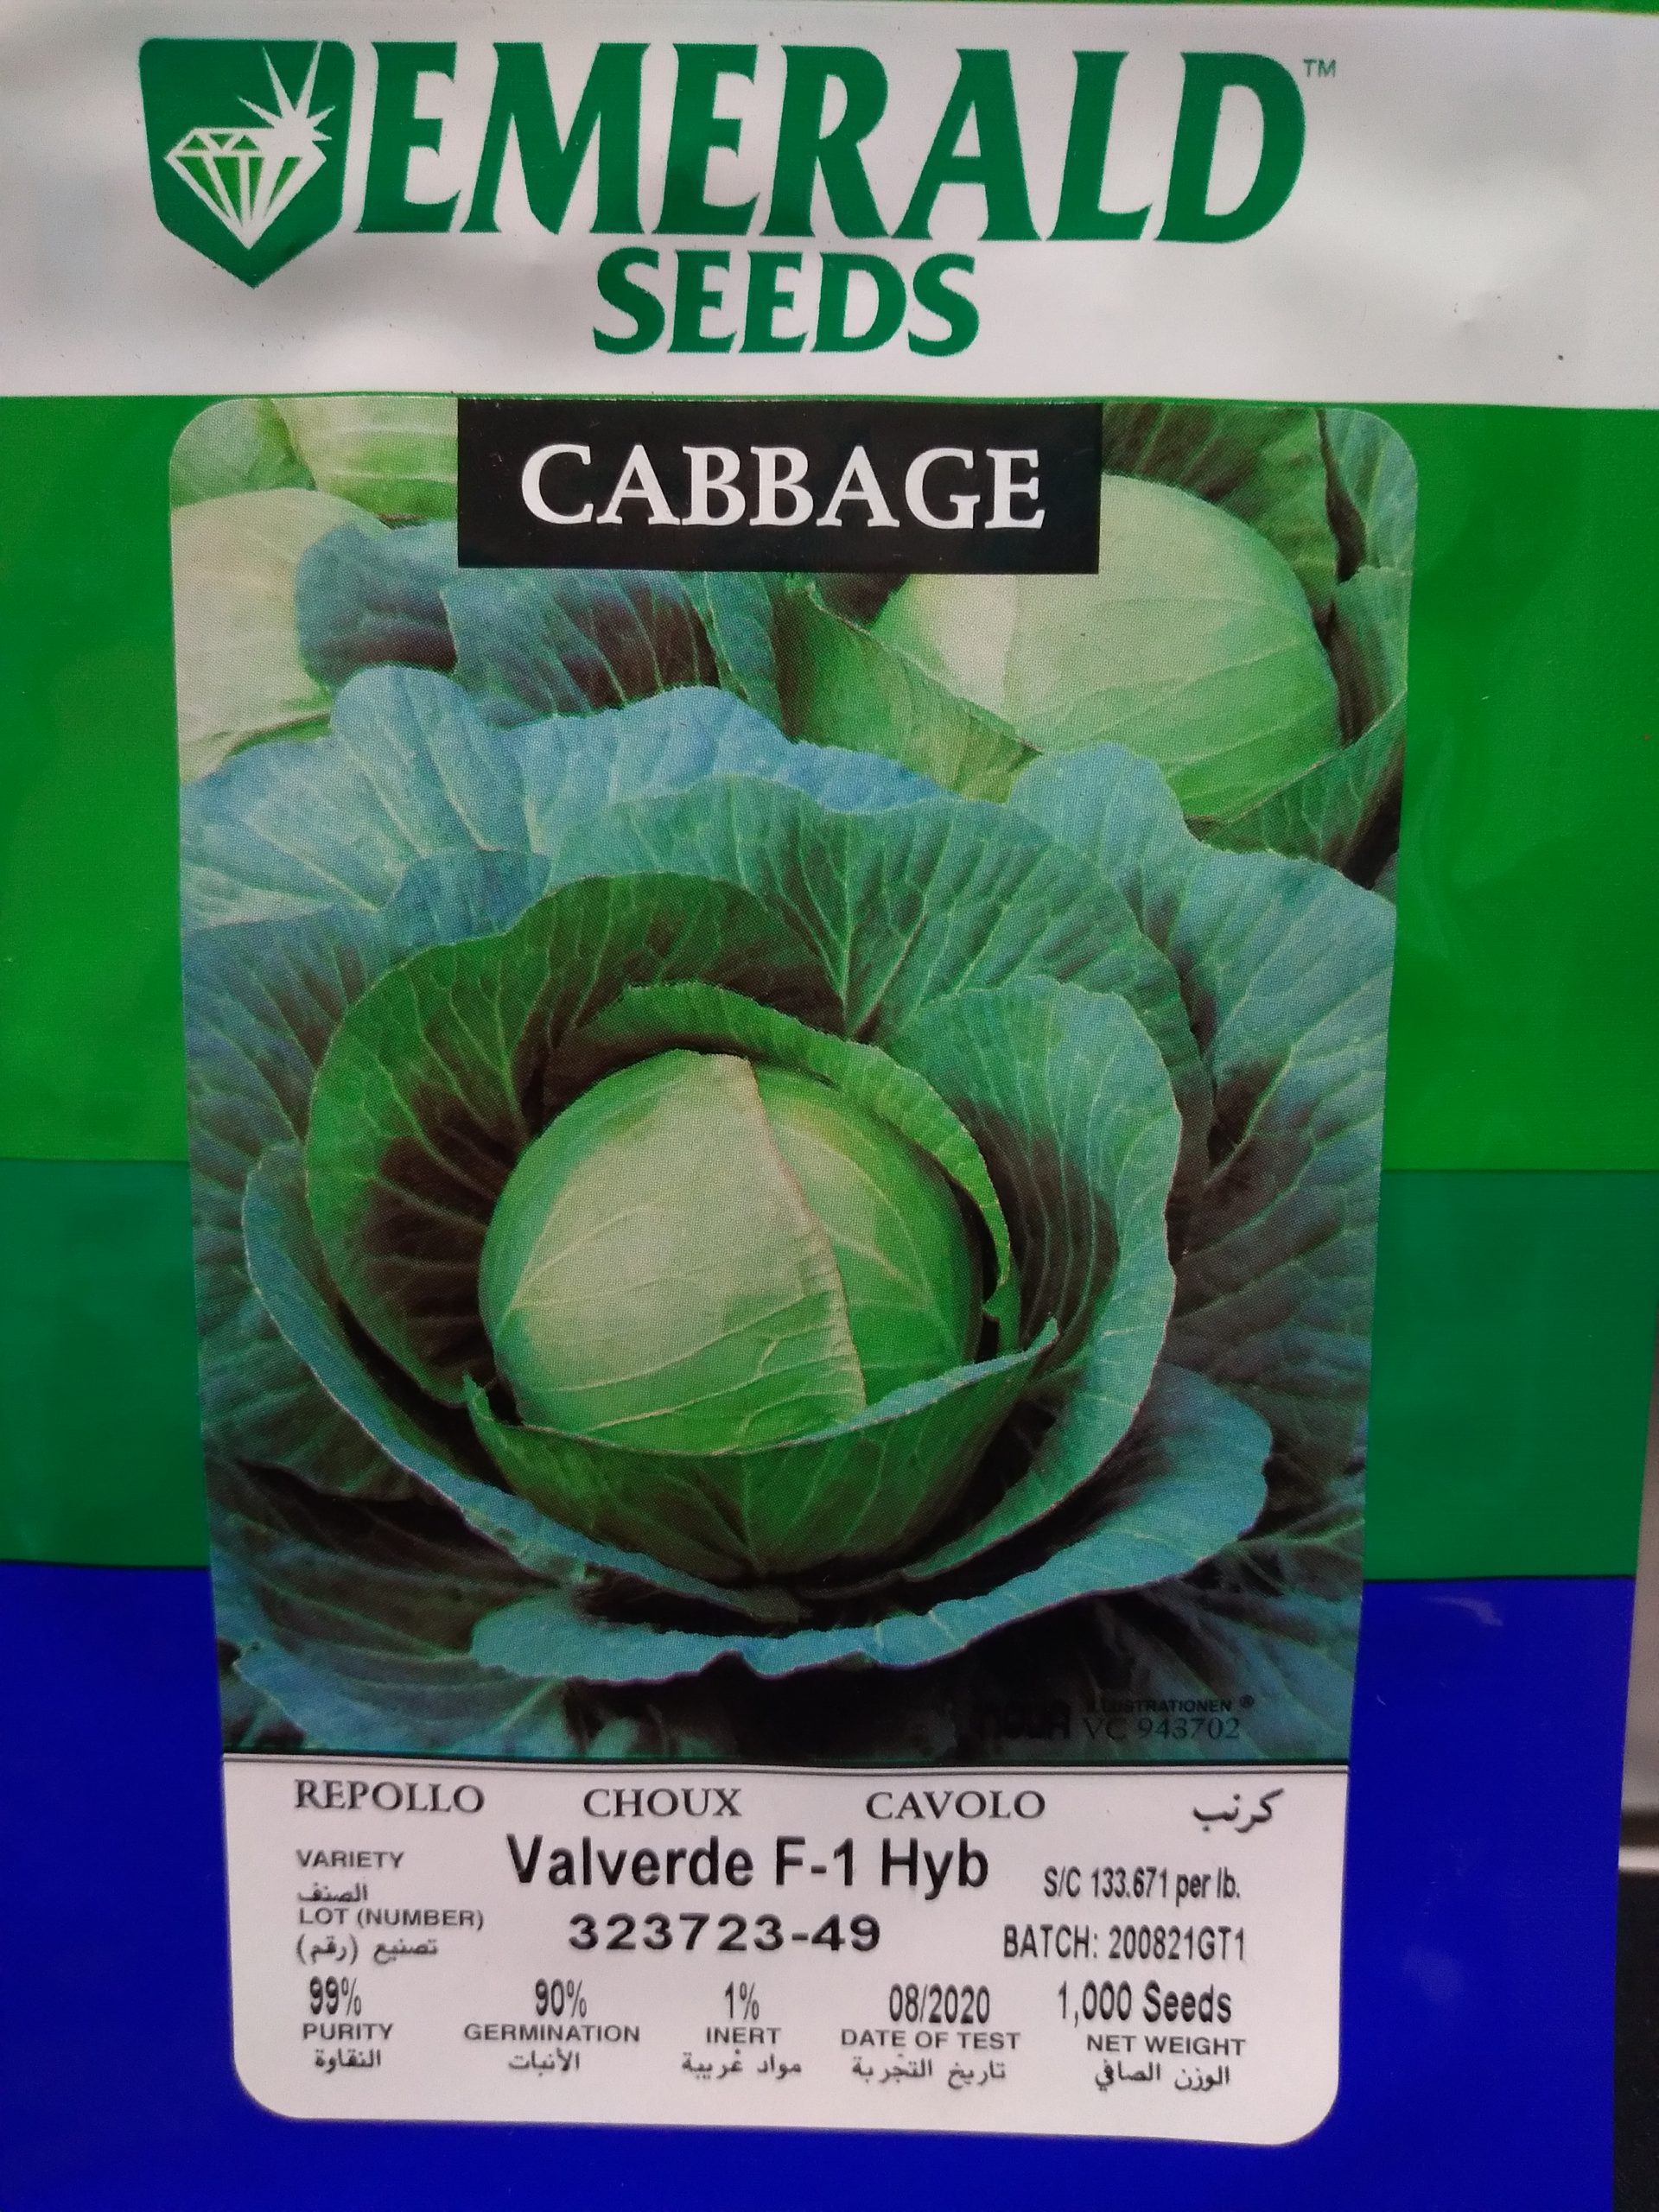 EMERALD™
SEEDS
CABBAGE
ILLUSTRATIONEN ®
VC 943702
REPOLLO CHOUX CAVOLO كرنب
VARIETY Valverde F-1 Hyb S/C 133.671 per lb.
الصنف
LOT (NUMBER) 323723-49 BATCH: 200821GT1
تصنيع (رقم)
99% 90% 1% 08/2020 1,000 Seeds
PURITY GERMINATION INERT DATE OF TEST NET WEIGHT
النقاوة الأنبات مواد غريبة تاريخ التجربة الوزن الصافي